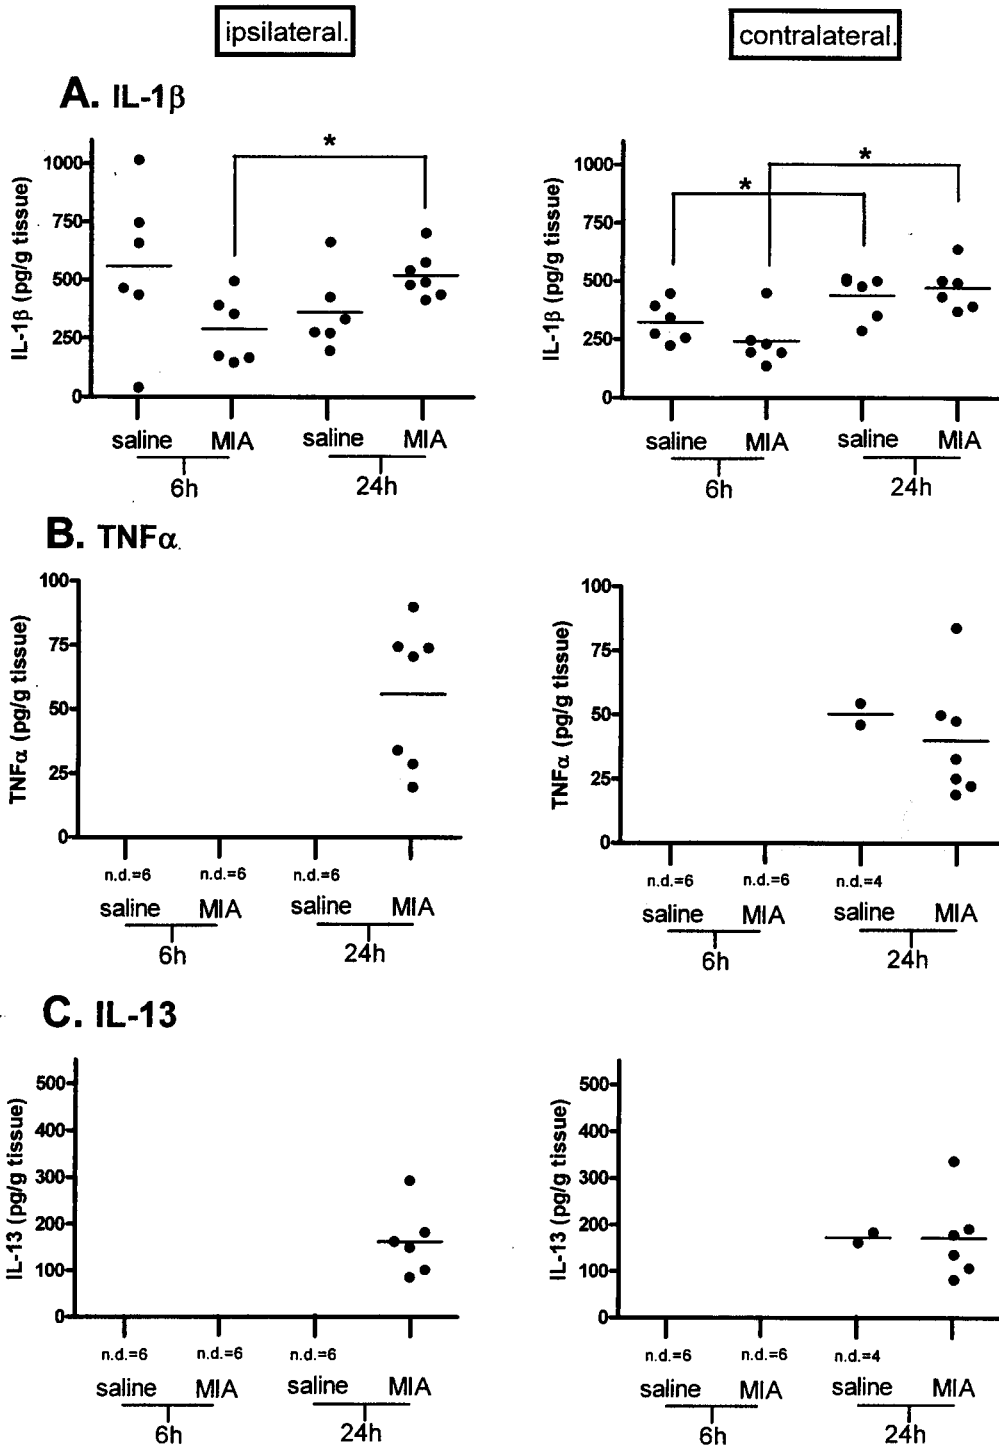 ipsilateral.
contralateral.
A. IL-1β
IL-1β (pg/g tissue)
1000
750
500
250
0
*
saline MIA saline MIA
6h 24h
IL-1β (pg/g tissue)
1000
750
500
250
0
*
*
saline MIA saline MIA
6h 24h
B. TNFα.
TNFα (pg/g tissue)
100
75
50
25
0
n.d.=6 n.d.=6 n.d.=6
saline MIA saline MIA
6h 24h
TNFα (pg/g tissue)
100
75
50
25
0
n.d.=6 n.d.=6 n.d.=4
saline MIA saline MIA
6h 24h
C. IL-13
IL-13 (pg/g tissue)
500
400
300
200
100
0
n.d.=6 n.d.=6 n.d.=6
saline MIA saline MIA
6h 24h
IL-13 (pg/g tissue)
500
400
300
200
100
0
n.d.=6 n.d.=6 n.d.=4
saline MIA saline MIA
6h 24h